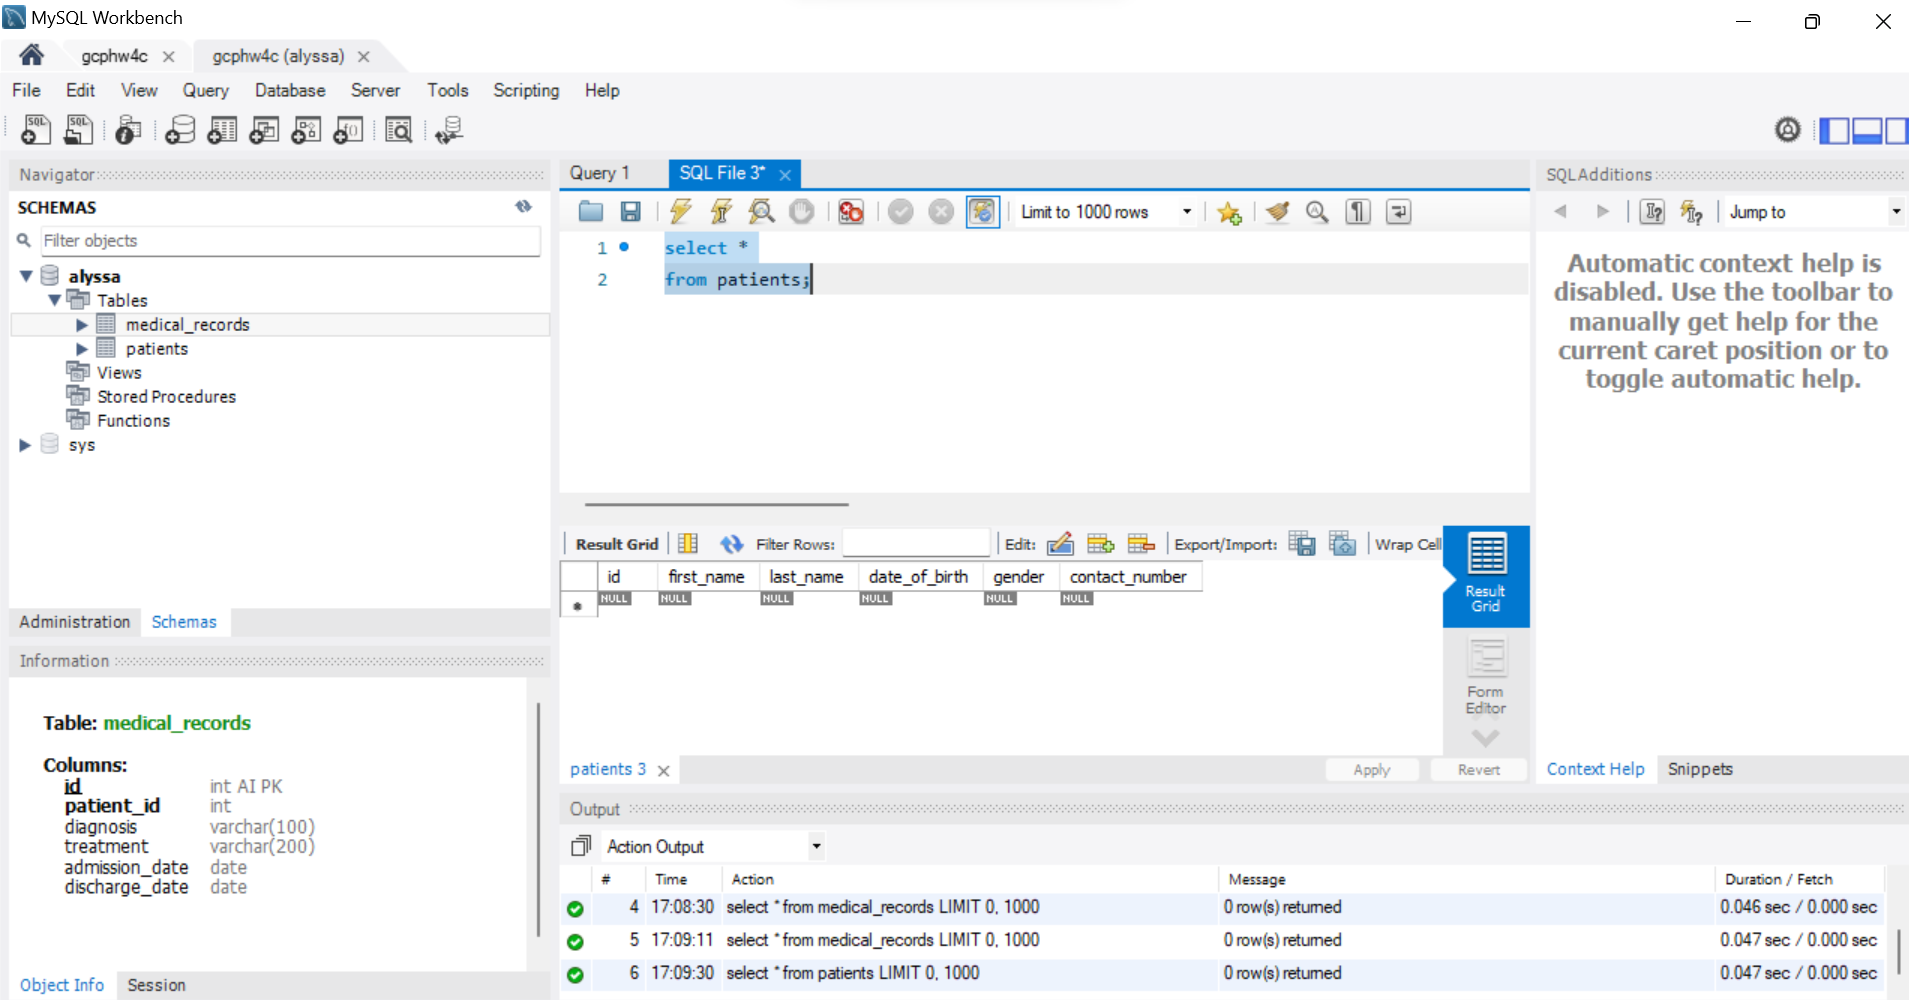 MySQL Workbench
gcphw4c
gcphw4c (alyssa)
File Edit View Query Database Server Tools Scripting Help
Navigator
SCHEMAS
Filter objects
alyssa
Tables
medical_records
patients
Views
Stored Procedures
Functions
sys
Administration Schemas
Information
Table: medical_records
Columns:
id int AI PK
patient_id int
diagnosis varchar(100)
treatment varchar(200)
admission_date date
discharge_date date
Object Info Session
Query 1 SQL File 3*
Limit to 1000 rows
1 select *
2 from patients;
Result Grid Filter Rows: Edit: Export/Import: Wrap Cell
id first_name last_name date_of_birth gender contact_number
NULL NULL NULL NULL NULL NULL
Result
Grid
Form
Editor
patients 3
Apply Revert
SQLAdditions
Jump to
Automatic context help is
disabled. Use the toolbar to
manually get help for the
current caret position or to
toggle automatic help.
Context Help Snippets
Output
Action Output
# Time Action Message Duration / Fetch
4 17:08:30 select * from medical_records LIMIT 0, 1000 0 row(s) returned 0.046 sec / 0.000 sec
5 17:09:11 select * from medical_records LIMIT 0, 1000 0 row(s) returned 0.047 sec / 0.000 sec
6 17:09:30 select * from patients LIMIT 0, 1000 0 row(s) returned 0.047 sec / 0.000 sec